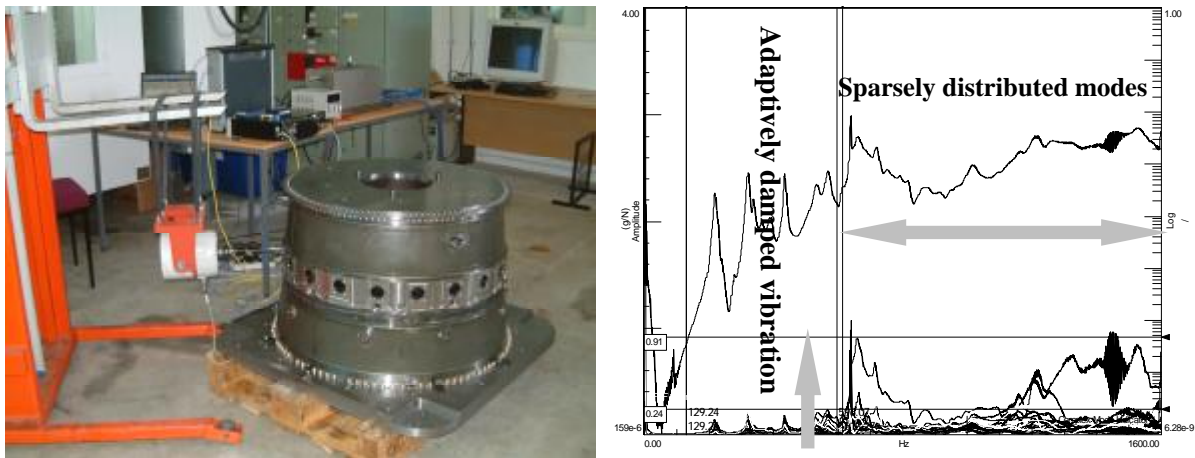 4.00
1.00
Adaptively damped vibration
Sparsely distributed modes
(g/N)
Amplitude
Log
/
0.91
0.24
129.24
159e-6
6.28e-9
0.00
Hz
1600.00